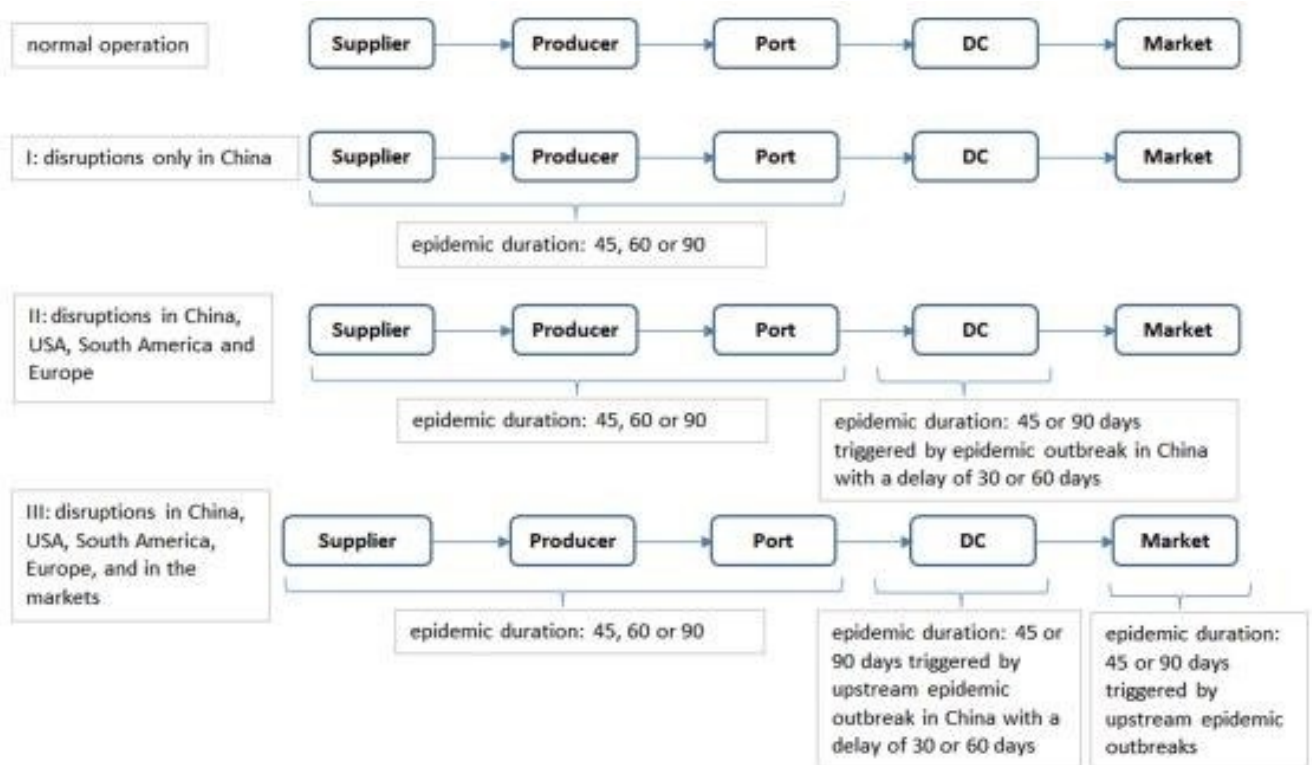 normal operation
Supplier
Producer
Port
DC
Market
I: disruptions only in China
Supplier
Producer
Port
DC
Market
epidemic duration: 45, 60 or 90
II: disruptions in China,
USA, South America and
Europe
Supplier
Producer
Port
DC
Market
epidemic duration: 45, 60 or 90
epidemic duration: 45 or 90 days
triggered by epidemic outbreak in China
with a delay of 30 or 60 days
III: disruptions in China,
USA, South America,
Europe, and in the
markets
Supplier
Producer
Port
DC
Market
epidemic duration: 45, 60 or 90
epidemic duration: 45 or
90 days triggered by
upstream epidemic
outbreak in China with a
delay of 30 or 60 days
epidemic duration:
45 or 90 days
triggered by
upstream epidemic
outbreaks